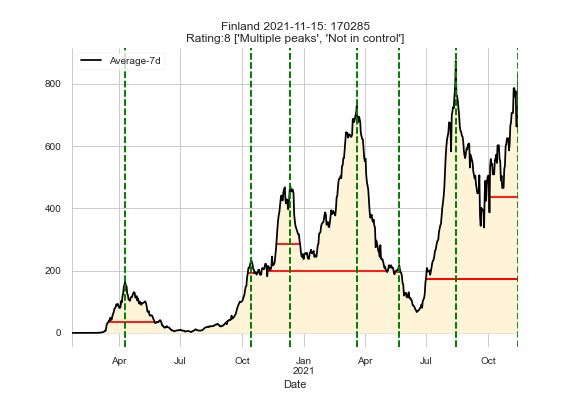 Finland 2021-11-15: 170285
Rating:8 ['Multiple peaks', 'Not in control']
Average-7d
800
600
400
200
0
Apr Jul Oct Jan Apr Jul Oct
2021
Date